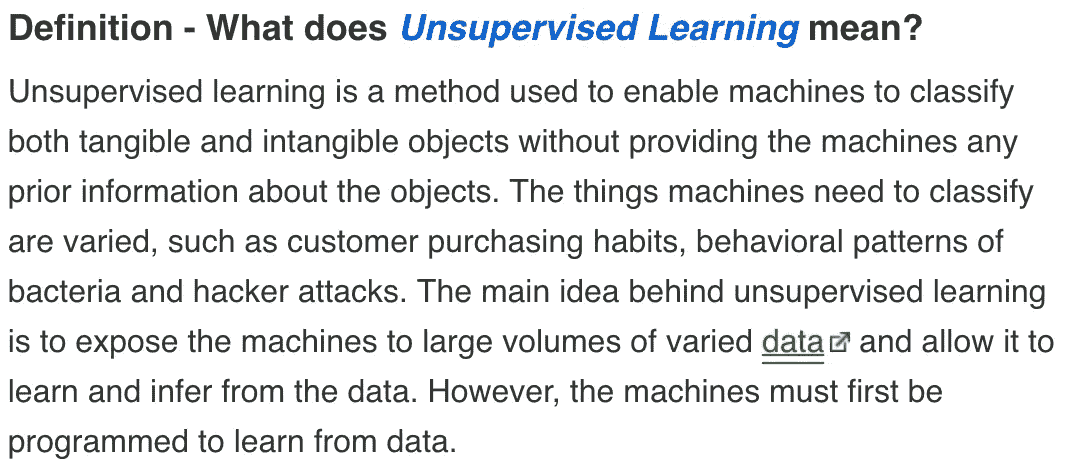 Definition - What does Unsupervised Learning mean?
Unsupervised learning is a method used to enable machines to classify
both tangible and intangible objects without providing the machines any
prior information about the objects. The things machines need to classify
are varied, such as customer purchasing habits, behavioral patterns of
bacteria and hacker attacks. The main idea behind unsupervised learning
is to expose the machines to large volumes of varied data and allow it to
learn and infer from the data. However, the machines must first be
programmed to learn from data.